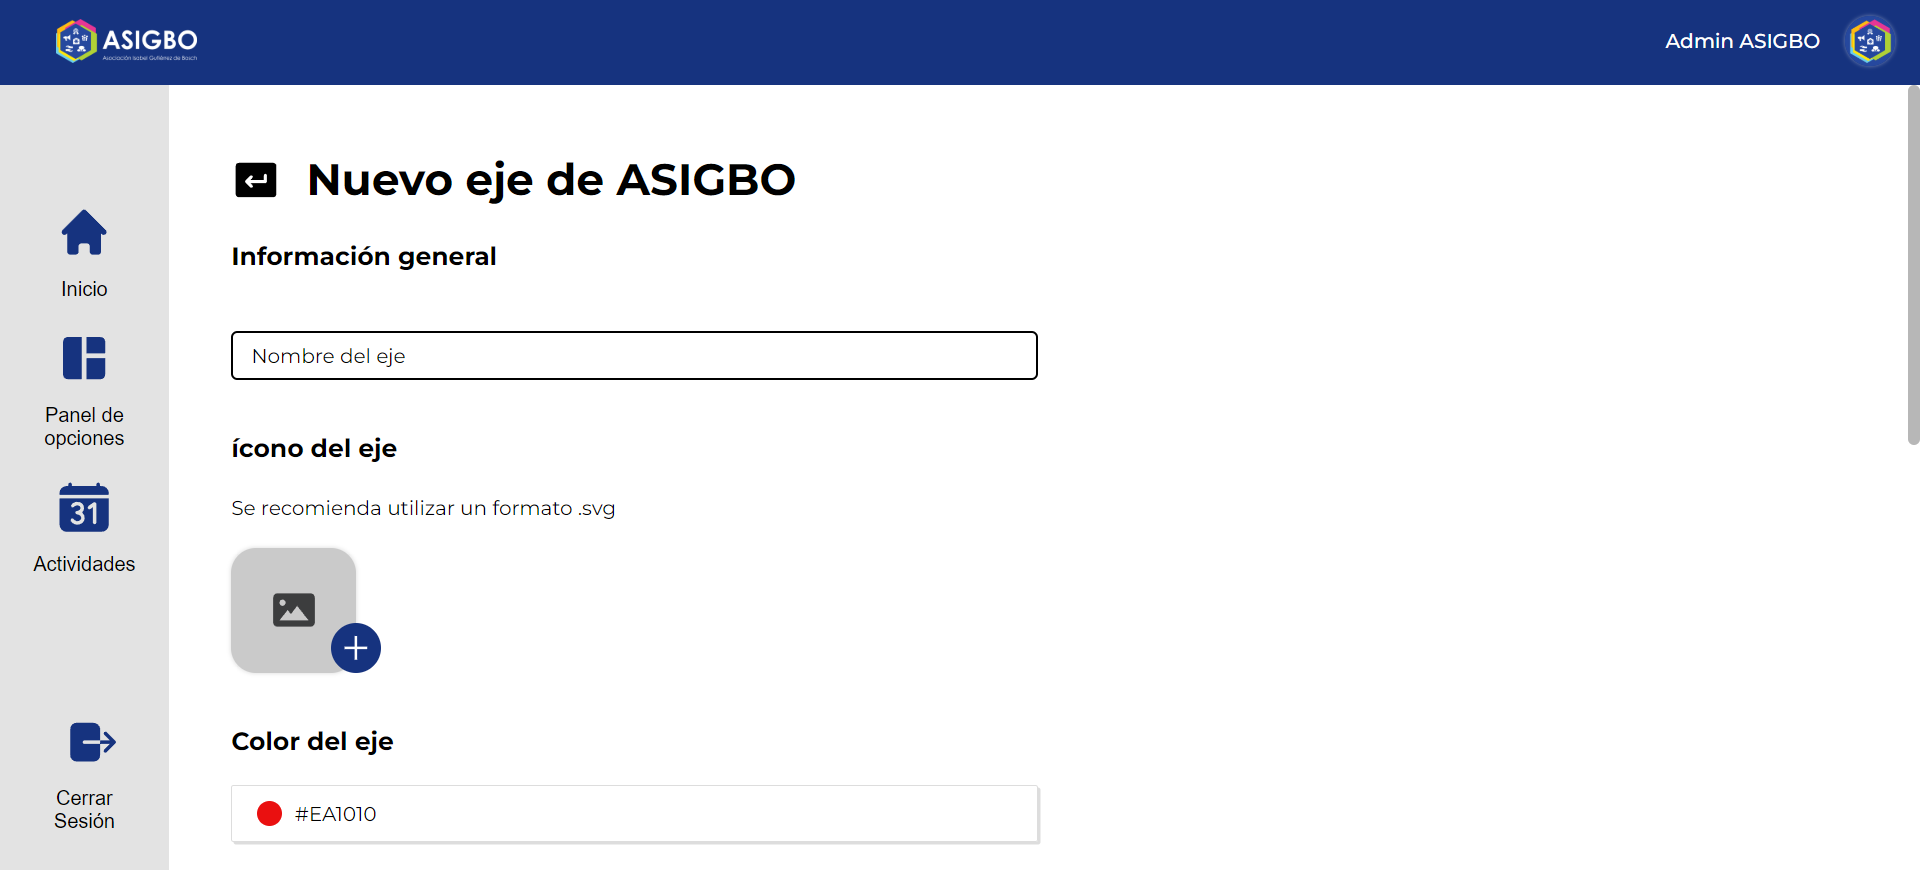 ASIGBO
Asociación Isabel Gutiérrez de Bosch
Admin ASIGBO
Inicio
Panel de
opciones
31
Actividades
Cerrar
Sesión
Nuevo eje de ASIGBO
Información general
Nombre del eje
ícono del eje
Se recomienda utilizar un formato .svg
Color del eje
#EA1010